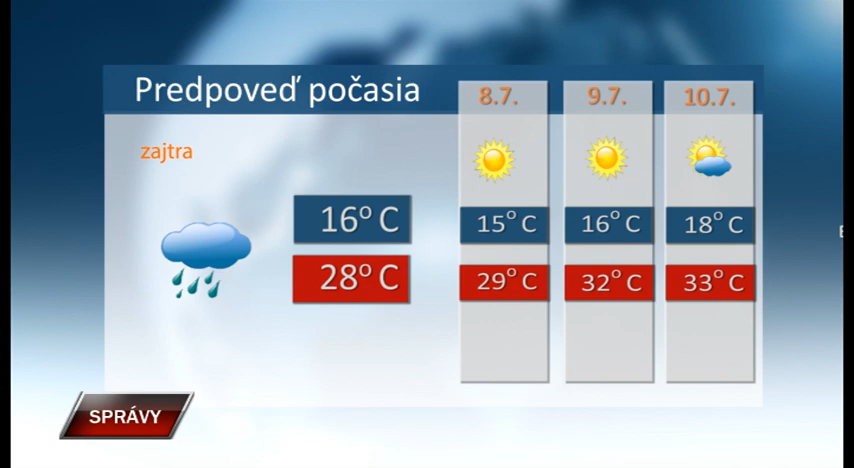 Predpoveď počasia
zajtra
16° C
28° C
8.7.
15° C
29° C
9.7.
16° C
32° C
10.7.
18° C
33° C
SPRÁVY